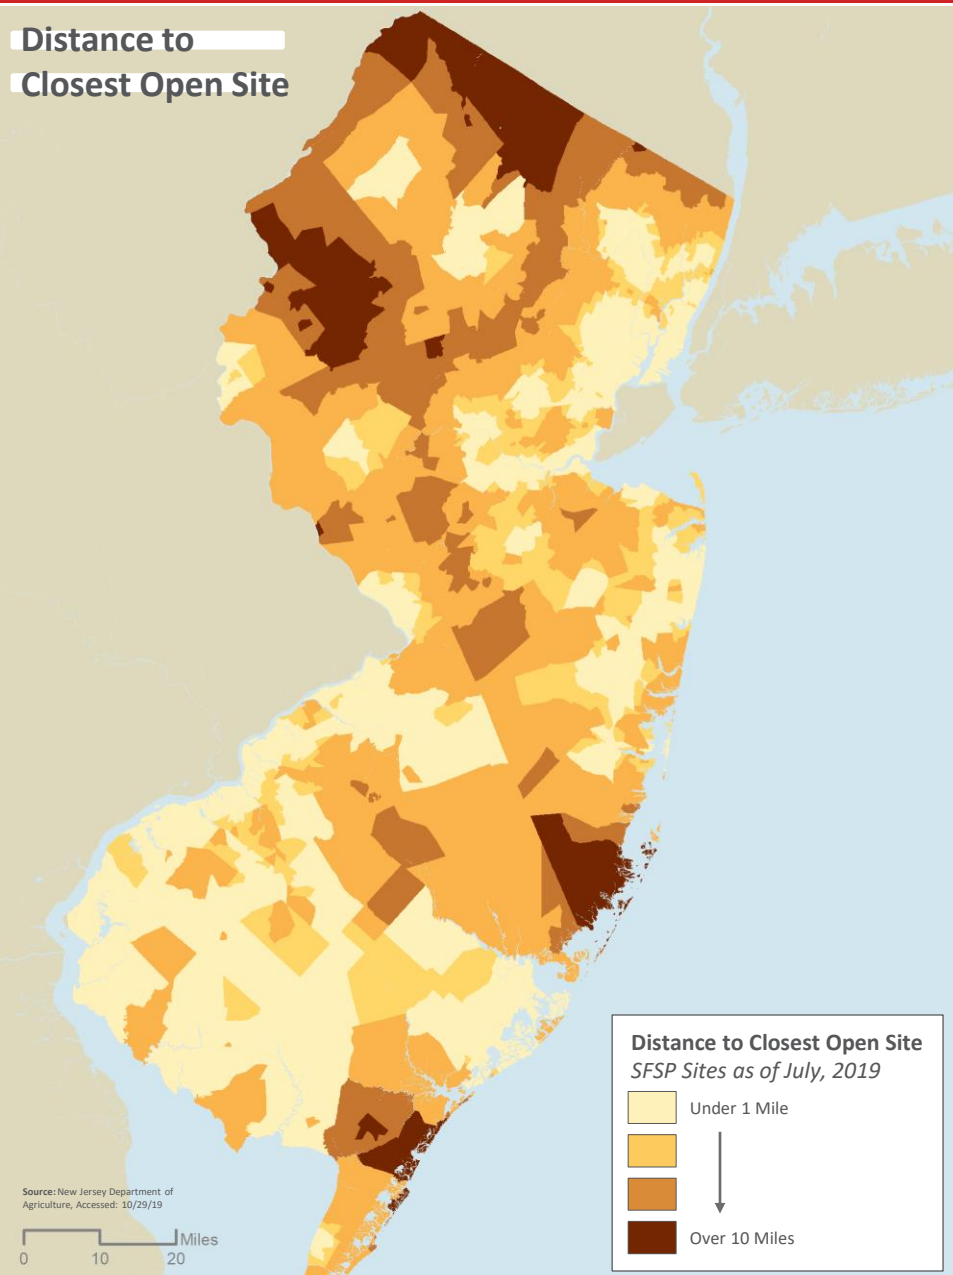 Distance to
Closest Open Site
Distance to Closest Open Site
SFSP Sites as of July, 2019
Under 1 Mile
Over 10 Miles
Source: New Jersey Department of
Agriculture, Accessed: 10/29/19
Miles
0 10 20